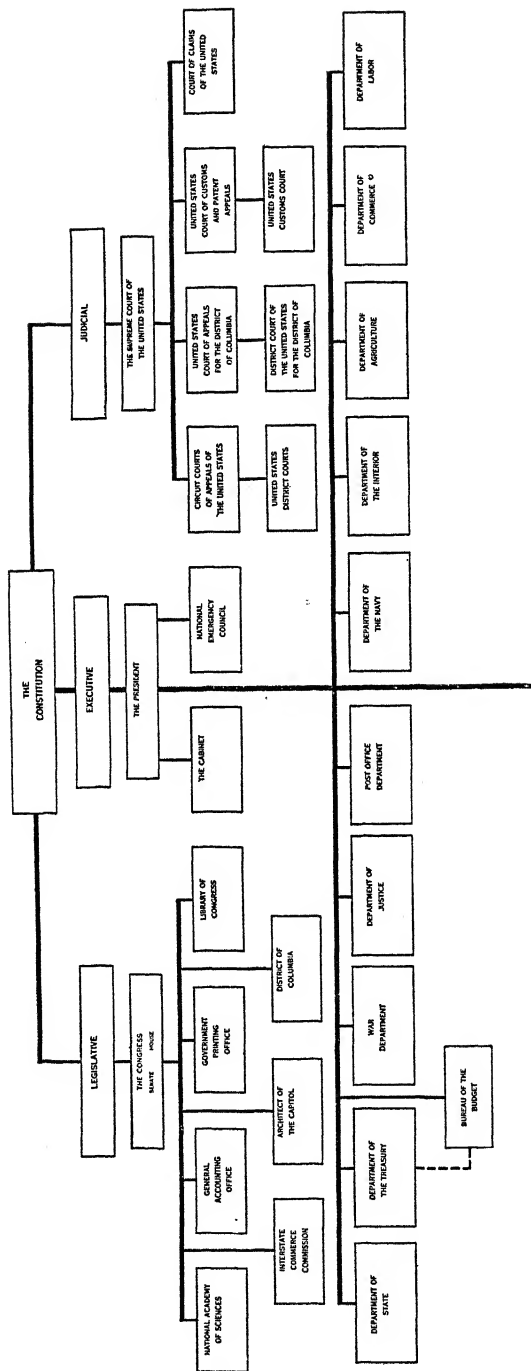 THE
CONSTITUTION
LEGISLATIVE
EXECUTIVE
JUDICIAL
THE CONGRESS
SENATE HOUSE
THE PRESIDENT
THE SUPREME COURT OF
THE UNITED STATES
NATIONAL ACADEMY
OF SCIENCES
GENERAL
ACCOUNTING
OFFICE
GOVERNMENT
PRINTING
OFFICE
LIBRARY OF
CONGRESS
THE CABINET
NATIONAL
EMERGENCY
COUNCIL
CIRCUIT COURTS
OF APPEALS OF
THE UNITED STATES
UNITED STATES
COURT OF APPEALS
FOR THE DISTRICT
OF COLUMBIA
UNITED STATES
COURT OF CUSTOMS
AND PATENT
APPEALS
COURT OF CLAIMS
OF THE UNITED
STATES
INTERSTATE
COMMERCE
COMMISSION
ARCHITECT OF
THE CAPITOL
DISTRICT OF
COLUMBIA
UNITED STATES
DISTRICT COURTS
DISTRICT COURT OF
THE UNITED STATES
FOR THE DISTRICT OF
COLUMBIA
UNITED STATES
CUSTOMS COURT
DEPARTMENT OF
STATE
DEPARTMENT OF
THE TREASURY
WAR
DEPARTMENT
DEPARTMENT OF
JUSTICE
POST OFFICE
DEPARTMENT
DEPARTMENT OF
THE NAVY
DEPARTMENT OF
THE INTERIOR
DEPARTMENT OF
AGRICULTURE
DEPARTMENT OF
COMMERCE
DEPARTMENT OF
LABOR
BUREAU OF THE
BUDGET